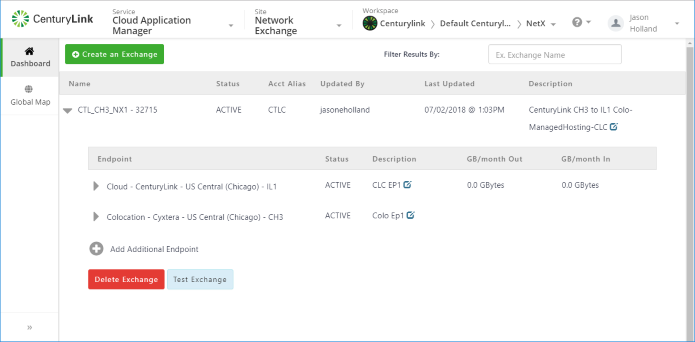 CenturyLink
Service
Cloud Application
Manager
Site
Network
Exchange
Workspace
Centurylink
Default Centuryl...
NetX
?
Jason
Holland
Dashboard
Global Map
»
Create an Exchange
Filter Results By:
Ex. Exchange Name
Name Status Acct Alias Updated By Last Updated Description
CTL_CH3_NX1 - 32715 ACTIVE CTLC jasoneholland 07/02/2018 @ 1:03PM CenturyLink CH3 to IL1 Colo-
ManagedHosting-CLC
Endpoint Status Description GB/month Out GB/month In
Cloud - CenturyLink - US Central (Chicago) - IL1 ACTIVE CLC EP1 0.0 GBytes 0.0 GBytes
Colocation - Cyxtera - US Central (Chicago) - CH3 ACTIVE Colo Ep1
Add Additional Endpoint
Delete Exchange Test Exchange